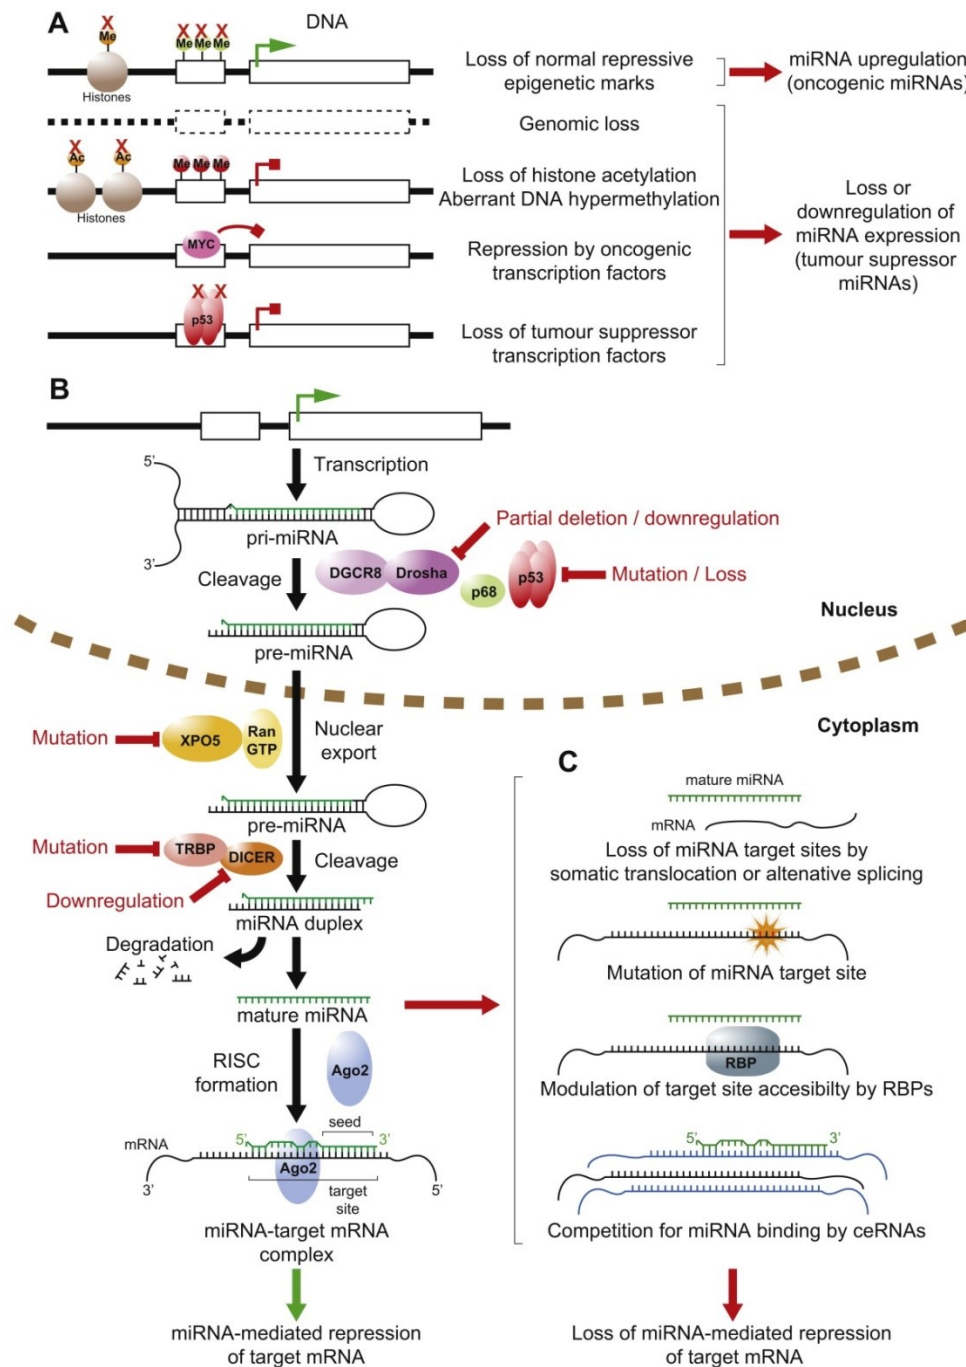 A
DNA
X
Me
X X X
Me Me Me
Histones
Loss of normal repressive
epigenetic marks
miRNA upregulation
(oncogenic miRNAs)
Genomic loss
X X
Ac Ac
Me Me Me
Histones
Loss of histone acetylation
Aberrant DNA hypermethylation
Loss or
downregulation of
miRNA expression
(tumour supressor
miRNAs)
MYC
Repression by oncogenic
transcription factors
X X
p53
Loss of tumour suppressor
transcription factors
B
Transcription
5’
3’
pri-miRNA
Cleavage
DGCR8
Drosha
p68
p53
Partial deletion / downregulation
Mutation / Loss
Nucleus
pre-miRNA
Cytoplasm
Mutation
XPO5
Ran
GTP
Nuclear
export
pre-miRNA
Mutation
TRBP
DICER
Cleavage
Downregulation
miRNA duplex
Degradation
mature miRNA
RISC
formation
Ago2
seed
mRNA
5’
3’
Ago2
3’
5’
target
site
miRNA-target mRNA
complex
miRNA-mediated repression
of target mRNA
C
mature miRNA
mRNA
Loss of miRNA target sites by
somatic translocation or altenative splicing
Mutation of miRNA target site
RBP
Modulation of target site accesibilty by RBPs
5’
3’
Competition for miRNA binding by ceRNAs
Loss of miRNA-mediated repression
of target mRNA